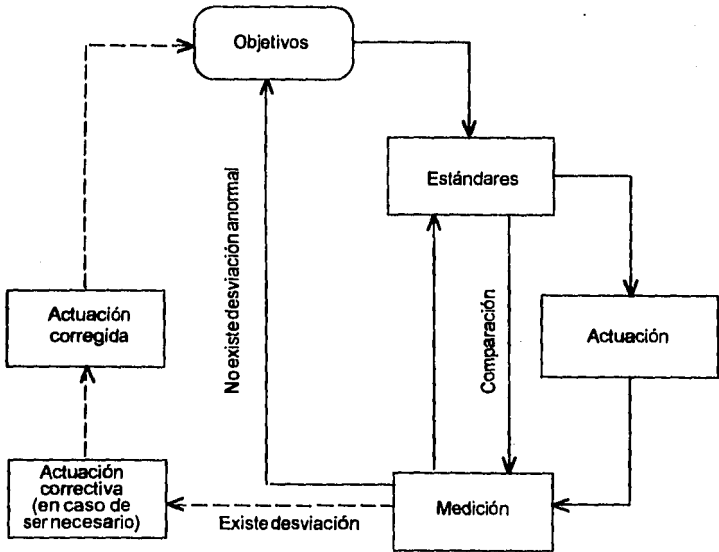 Objetivos
Estándares
No existe desviación anormal
Comparación
Actuación
corregida
Actuación
Actuación
correctiva
(en caso de
ser necesario)
Existe desviación
Medición